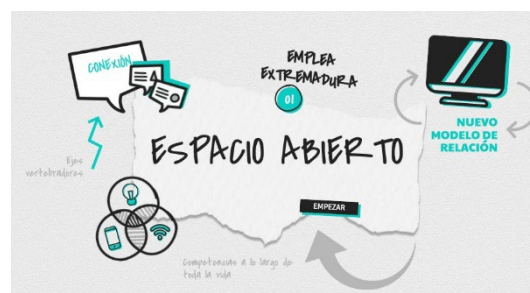 CONEXIÓN
EMPLEA
EXTREMADURA
01
NUEVO
MODELO DE
RELACIÓN
ESPACIO ABIERTO
Ejes
vertebradores
EMPEZAR
Competencias a lo largo de
toda la vida